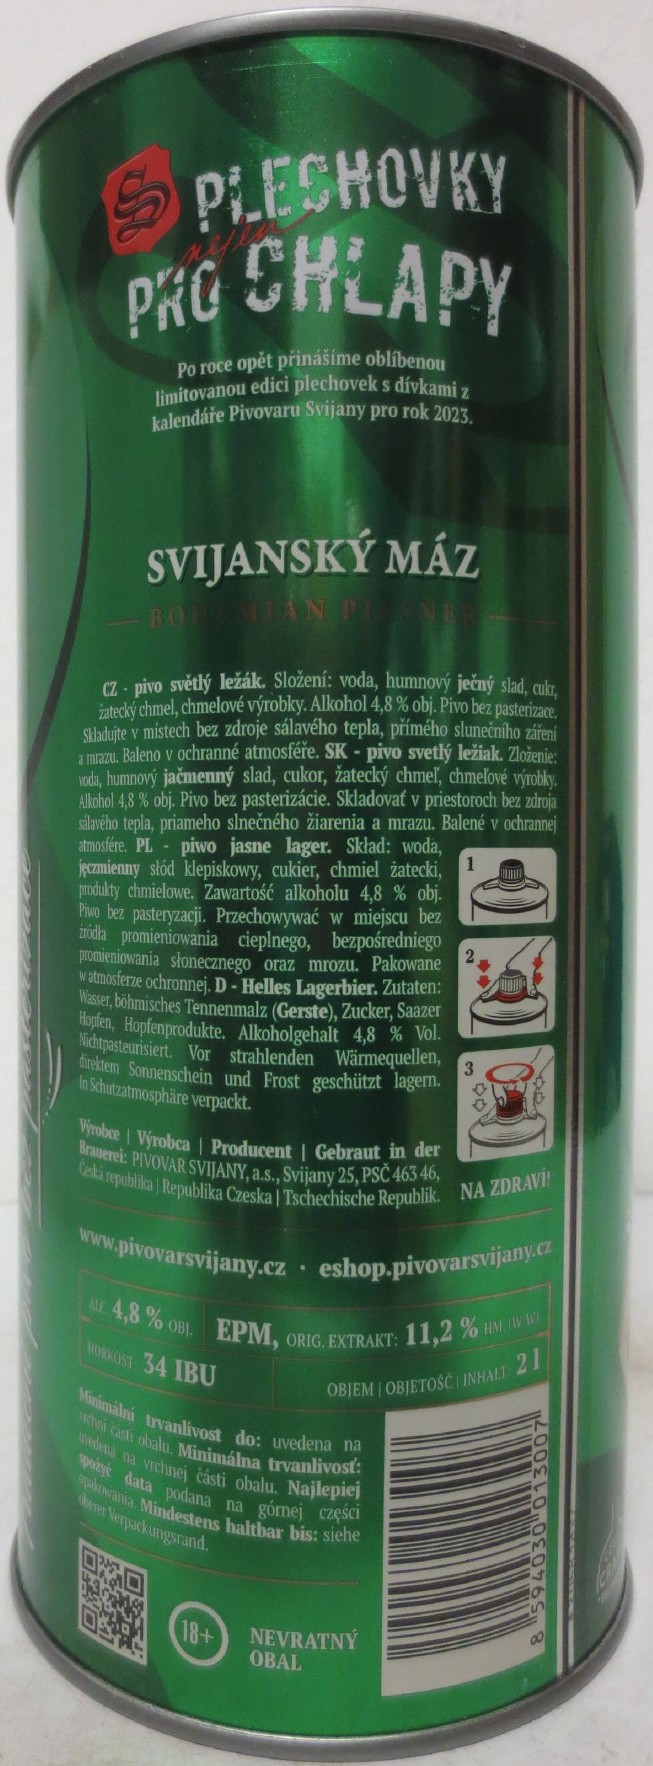 PLECHOVKY
nejen
PRO CHLAPY
Po roce opět přinášíme oblíbenou
limitovanou edici plechovek s dívkami z
kalendáře Pivovaru Svijany pro rok 2023.
SVIJANSKÝ MÁZ
BOHEMIAN PILSNER
CZ - pivo světlý ležák. Složení: voda, humnový ječný slad, cukr,
žatecký chmel, chmelové výrobky. Alkohol 4,8 % obj. Pivo bez pasterizace.
Skladujte v místech bez zdroje sálavého tepla, přímého slunečního záření
a mrazu. Baleno v ochranné atmosféře. SK - pivo svetlý ležiak. Zloženie:
voda, humnový jačmenný slad, cukor, žatecký chmeľ, chmeľové výrobky.
Alkohol 4,8 % obj. Pivo bez pasterizácie. Skladovať v priestoroch bez zdroja
sálavého tepla, priameho slnečného žiarenia a mrazu. Balené v ochrannej
atmosfére. PL - piwo jasne lager. Skład: woda,
jęczmienny słód klepiskowy, cukier, chmiel żatecki,
produkty chmielowe. Zawartość alkoholu 4,8 % obj.
Piwo bez pasteryzacji. Przechowywać w miejscu bez
źródła promieniowania cieplnego, bezpośredniego
promieniowania słonecznego oraz mrozu. Pakowane
w atmosferze ochronnej. D - Helles Lagerbier. Zutaten:
Wasser, böhmisches Tennenmalz (Gerste), Zucker, Saazer
Hopfen, Hopfenprodukte. Alkoholgehalt 4,8 % Vol.
Nichtpasteurisiert. Vor strahlenden Wärmequellen,
direktem Sonnenschein und Frost geschützt lagern.
In Schutzatmosphäre verpackt.
1
2
3
NA ZDRAVÍ!
Výrobce | Výrobca | Producent | Gebraut in der
Brauerei: PIVOVAR SVIJANY, a.s., Svijany 25, PSČ 463 46,
Česká republika | Republika Czeska | Tschechische Republik.
www.pivovarsvijany.cz · eshop.pivovarsvijany.cz
ALC. 4,8 % OBJ. EPM, ORIG. EXTRAKT: 11,2 % HM. (W/W)
HORKOST: 34 IBU OBJEM | OBJETOŠČ | INHALT: 2 l
Minimální trvanlivost do: uvedena na
vrchní části obalu. Minimálna trvanlivosť:
uvedena na vrchnej části obalu. Najlepiej
spożyć data podana na górnej części
opakowania. Mindestens haltbar bis: siehe
oberer Verpackungsrand.
18+
NEVRATNÝ
OBAL
8 594030 013007